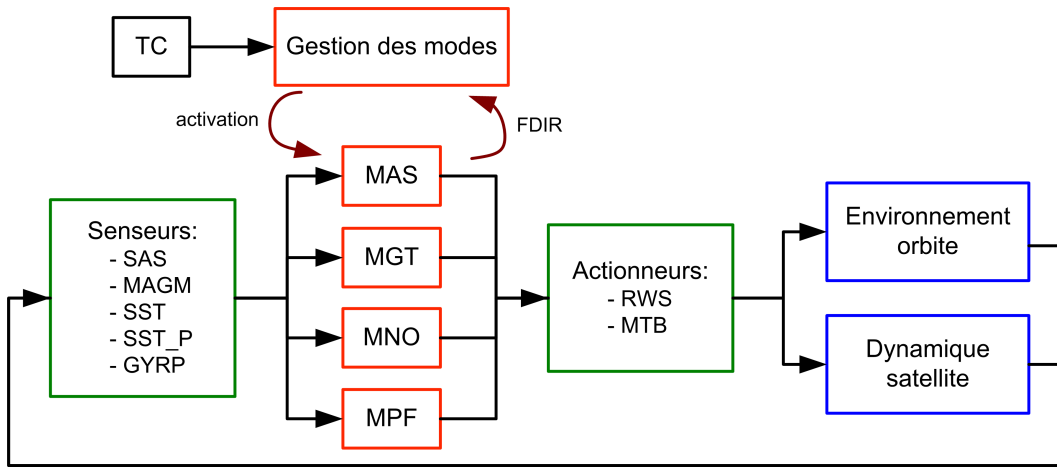 TC
Gestion des modes
activation
FDIR
MAS
MGT
MNO
MPF
Senseurs:
- SAS
- MAGM
- SST
- SST_P
- GYRP
Actionneurs:
- RWS
- MTB
Environnement
orbite
Dynamique
satellite